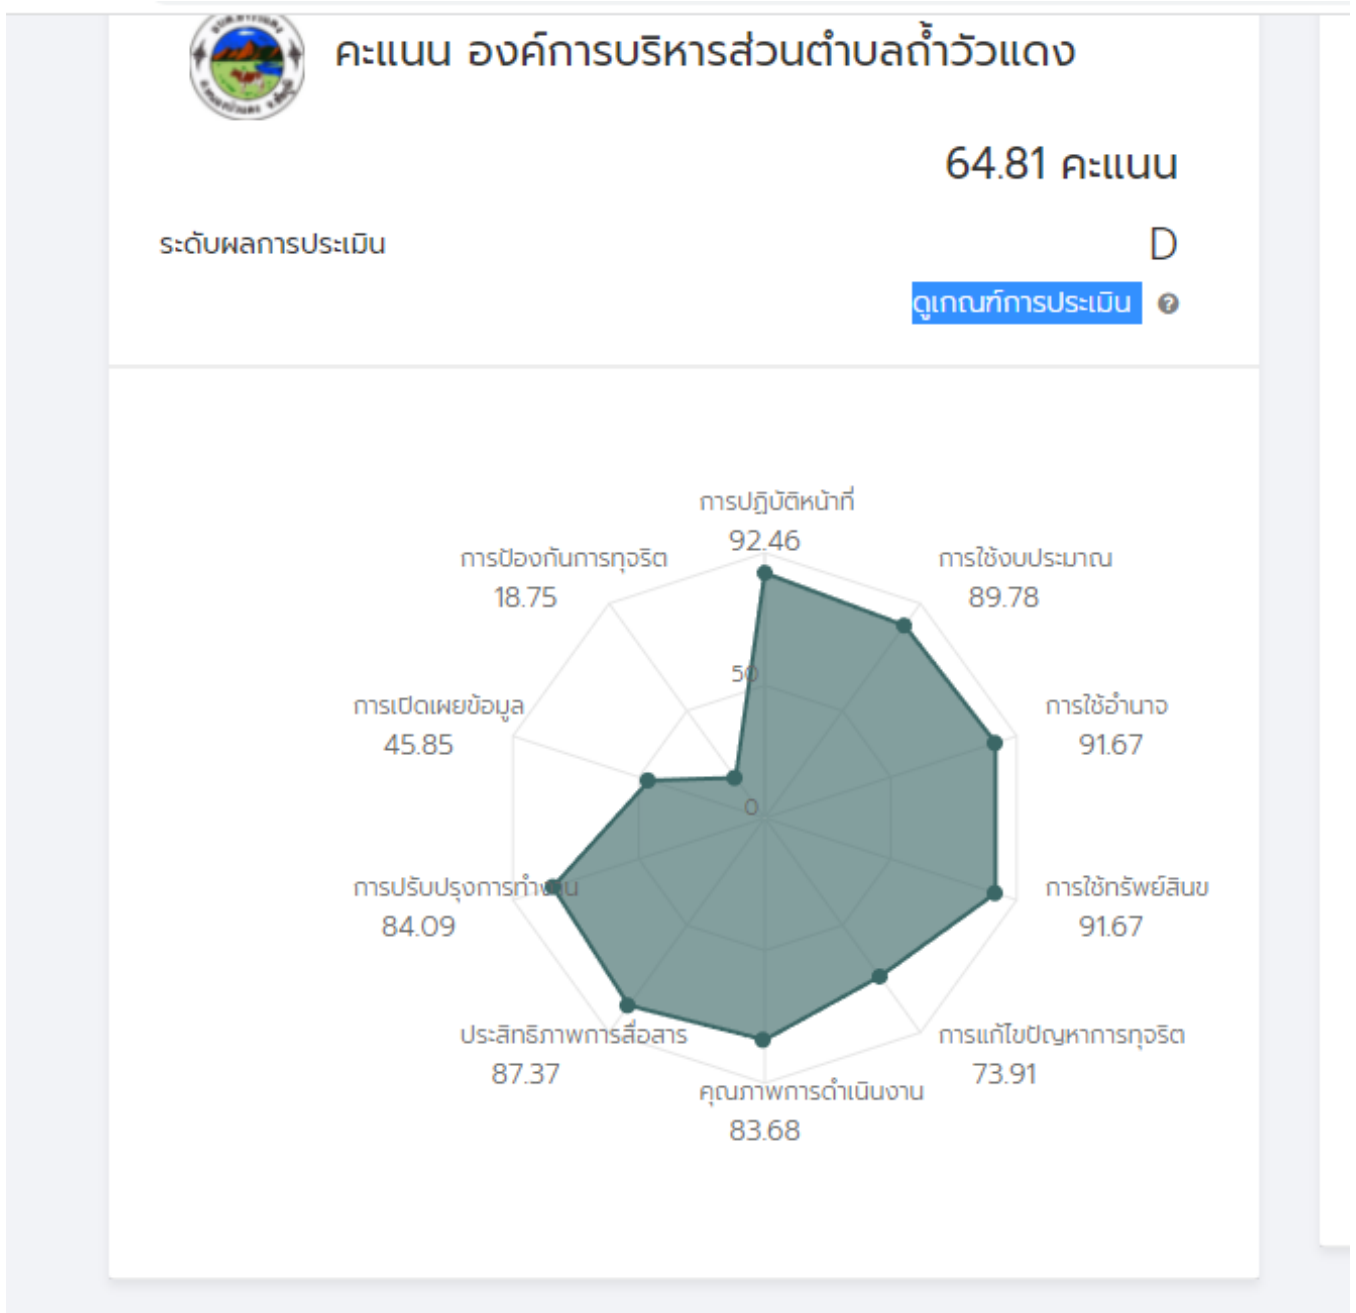 คะแนน องค์การบริหารส่วนตำบลถ้ำวัวแดง
64.81 คะแนน
ระดับผลการประเมิน
D
ดูเกณฑ์การประเมิน
การปฏิบัติหน้าที่
92.46
การป้องกันการทุจริต
18.75
การใช้งบประมาณ
89.78
50
การเปิดเผยข้อมูล
45.85
การใช้อำนาจ
91.67
0
การปรับปรุงการทำงาน
84.09
การใช้ทรัพย์สินข
91.67
ประสิทธิภาพการสื่อสาร
87.37
การแก้ไขปัญหาการทุจริต
73.91
คุณภาพการดำเนินงาน
83.68